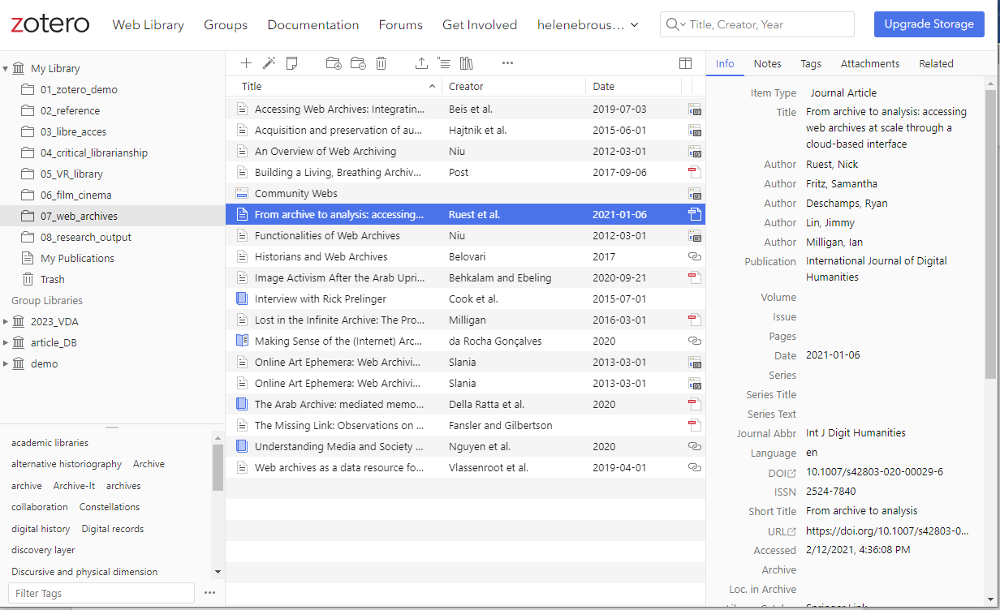 zotero Web Library Groups Documentation Forums Get Involved helenebrous... Title, Creator, Year Upgrade Storage
My Library
01_zotero_demo
02_reference
03_libre_acces
04_critical_librarianship
05_VR_library
06_film_cinema
07_web_archives
08_research_output
My Publications
Trash
Group Libraries
2023_VDA
article_DB
demo
academic libraries
alternative historiography Archive
archive Archive-It archives
collaboration Constellations
digital history Digital records
discovery layer
Discursive and physical dimension
Filter Tags
Title Creator Date
Accessing Web Archives: Integratin... Beis et al. 2019-07-03
Acquisition and preservation of au... Hajtnik et al. 2015-06-01
An Overview of Web Archiving Niu 2012-03-01
Building a Living, Breathing Archiv... Post 2017-09-06
Community Webs
From archive to analysis: accessing... Ruest et al. 2021-01-06
Functionalities of Web Archives Niu 2012-03-01
Historians and Web Archives Belovari 2017
Image Activism After the Arab Upri... Behkalam and Ebeling 2020-09-21
Interview with Rick Prelinger Cook et al. 2015-07-01
Lost in the Infinite Archive: The Pro... Milligan 2016-03-01
Making Sense of the (Internet) Arc... da Rocha Gonçalves 2020
Online Art Ephemera: Web Archivi... Slania 2013-03-01
Online Art Ephemera: Web Archivi... Slania 2013-03-01
The Arab Archive: mediated memo... Della Ratta et al. 2020
The Missing Link: Observations on ... Fansler and Gilbertson
Understanding Media and Society ... Nguyen et al. 2020
Web archives as a data resource fo... Vlassenroot et al. 2019-04-01
Info Notes Tags Attachments Related
Item Type Journal Article
Title From archive to analysis: accessing
web archives at scale through a
cloud-based interface
Author Ruest, Nick
Author Fritz, Samantha
Author Deschamps, Ryan
Author Lin, Jimmy
Author Milligan, Ian
Publication International Journal of Digital
Humanities
Volume
Issue
Pages
Date 2021-01-06
Series
Series Title
Series Text
Journal Abbr Int J Digit Humanities
Language en
DOI 10.1007/s42803-020-00029-6
ISSN 2524-7840
Short Title From archive to analysis
URL https://doi.org/10.1007/s42803-0...
Accessed 2/12/2021, 4:36:08 PM
Archive
Loc. in Archive